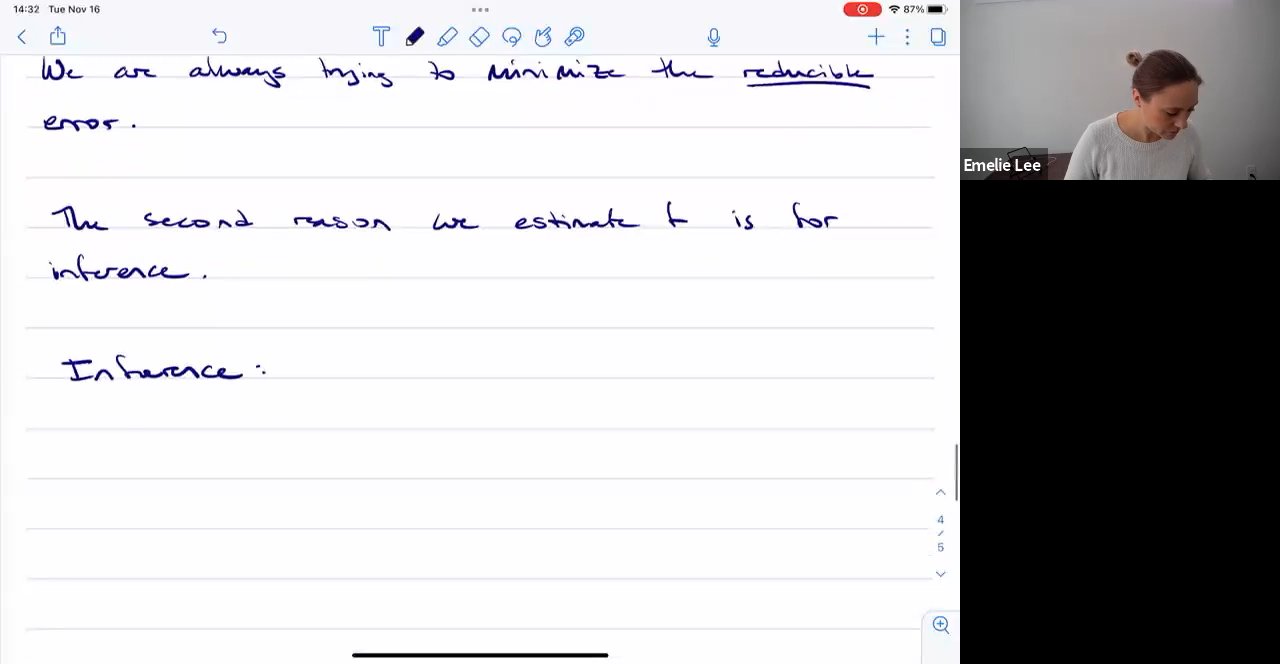 14:32 Tue Nov 16
87%
We are always trying to minimize the reducible
error.
The second reason we estimate f is for
inference.
Inference:
4
/
5
Emelie Lee